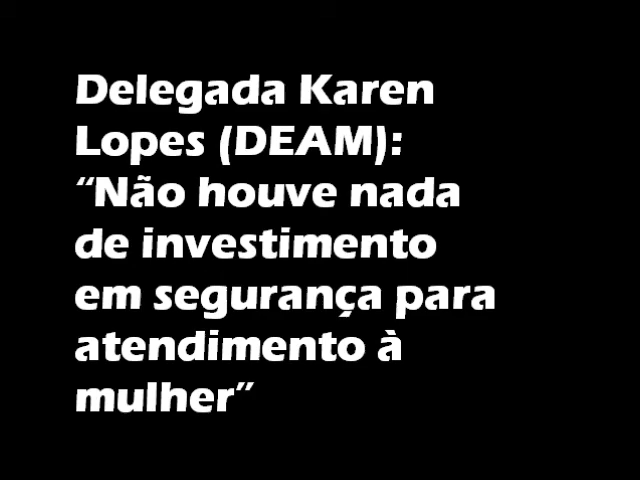 Delegada Karen
Lopes (DEAM):
“Não houve nada
de investimento
em segurança para
atendimento à
mulher”